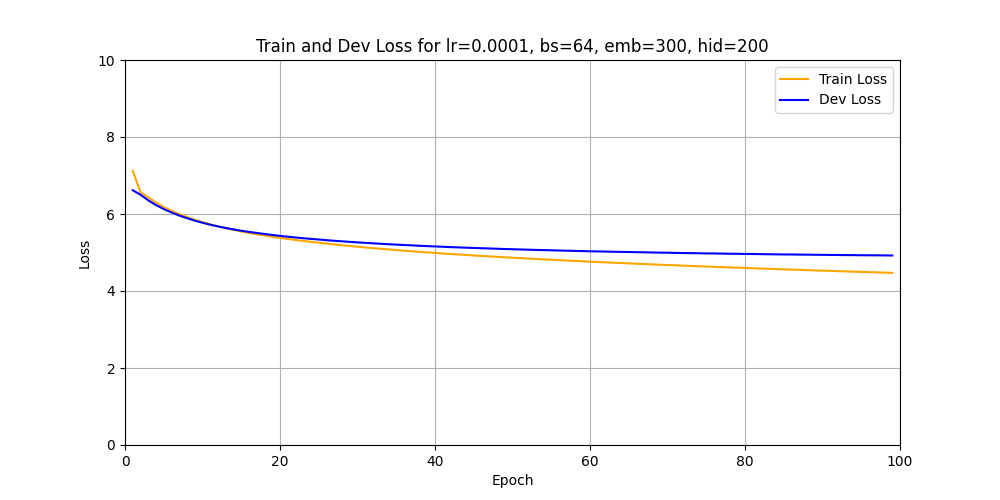 Train and Dev Loss for lr=0.0001, bs=64, emb=300, hid=200
10
8
6
4
2
0
Loss
0 20 40 60 80 100
Epoch
Train Loss
Dev Loss